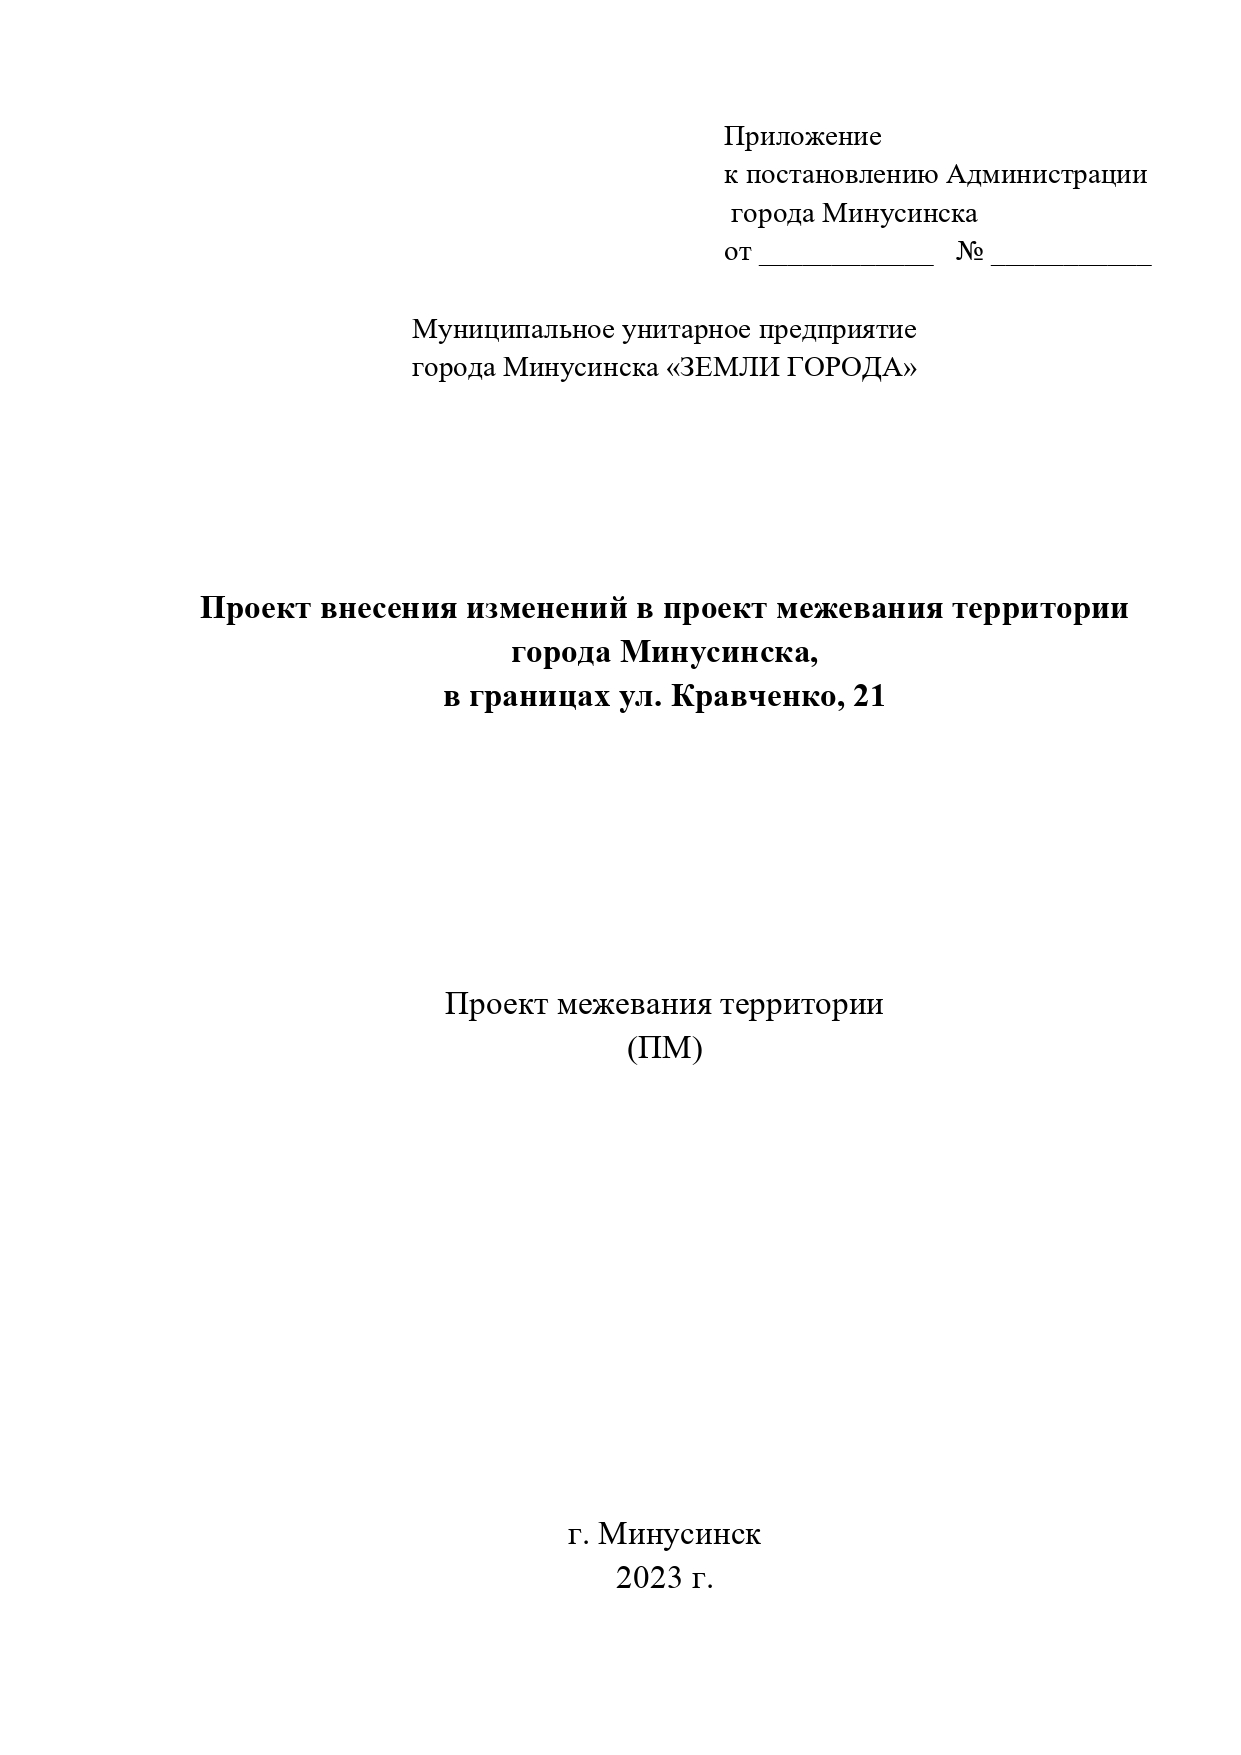 Приложение
к постановлению Администрации
города Минусинска
от ____________ № ___________
Муниципальное унитарное предприятие
города Минусинска «ЗЕМЛИ ГОРОДА»
Проект внесения изменений в проект межевания территории
города Минусинска,
в границах ул. Кравченко, 21
Проект межевания территории
(ПМ)
г. Минусинск
2023 г.